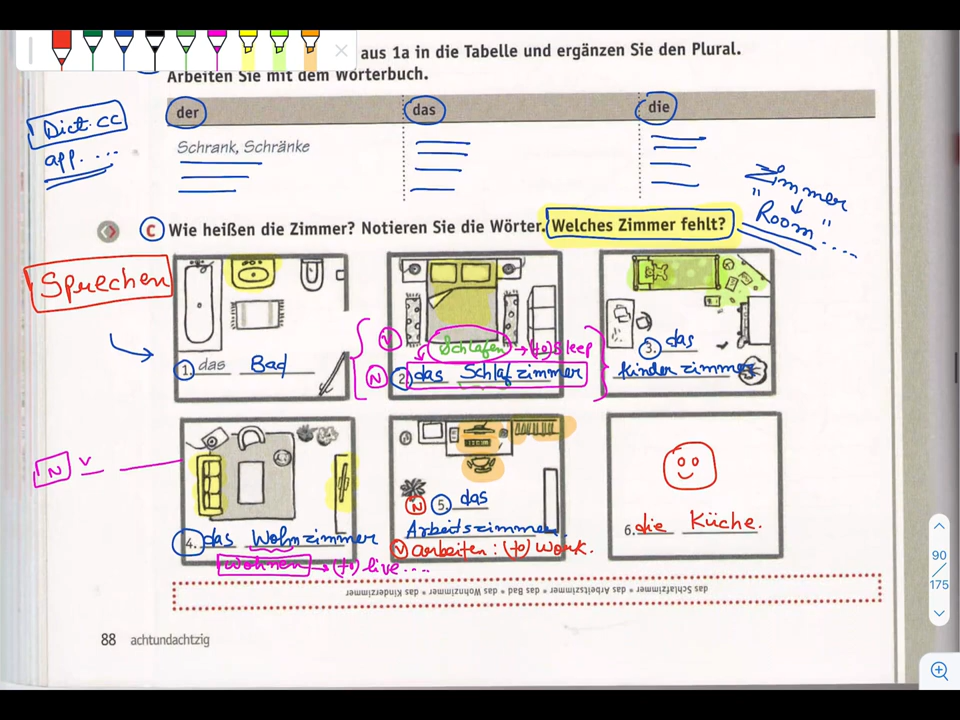 aus 1a in die Tabelle und ergänzen Sie den Plural.
Arbeiten Sie mit dem Wörterbuch.
Dict.cc
app....
der das die
Schrank, Schränke
Zimmer
"Room"....
C Wie heißen die Zimmer? Notieren Sie die Wörter. Welches Zimmer fehlt?
Sprechen
1. das Bad
V Schlafen → (to) Sleep
N 2. das Schlafzimmer
3. das
Kinderzimmer
N V
4. das Wohnzimmer
wohnen → (to) live....
N 5. das
Arbeitszimmer
V arbeiten : (to) work.
6. die Küche.
das Schlafzimmer • das Arbeitszimmer • das Bad • das Wohnzimmer • das Kinderzimmer
88 achtundachtzig
90
/
175